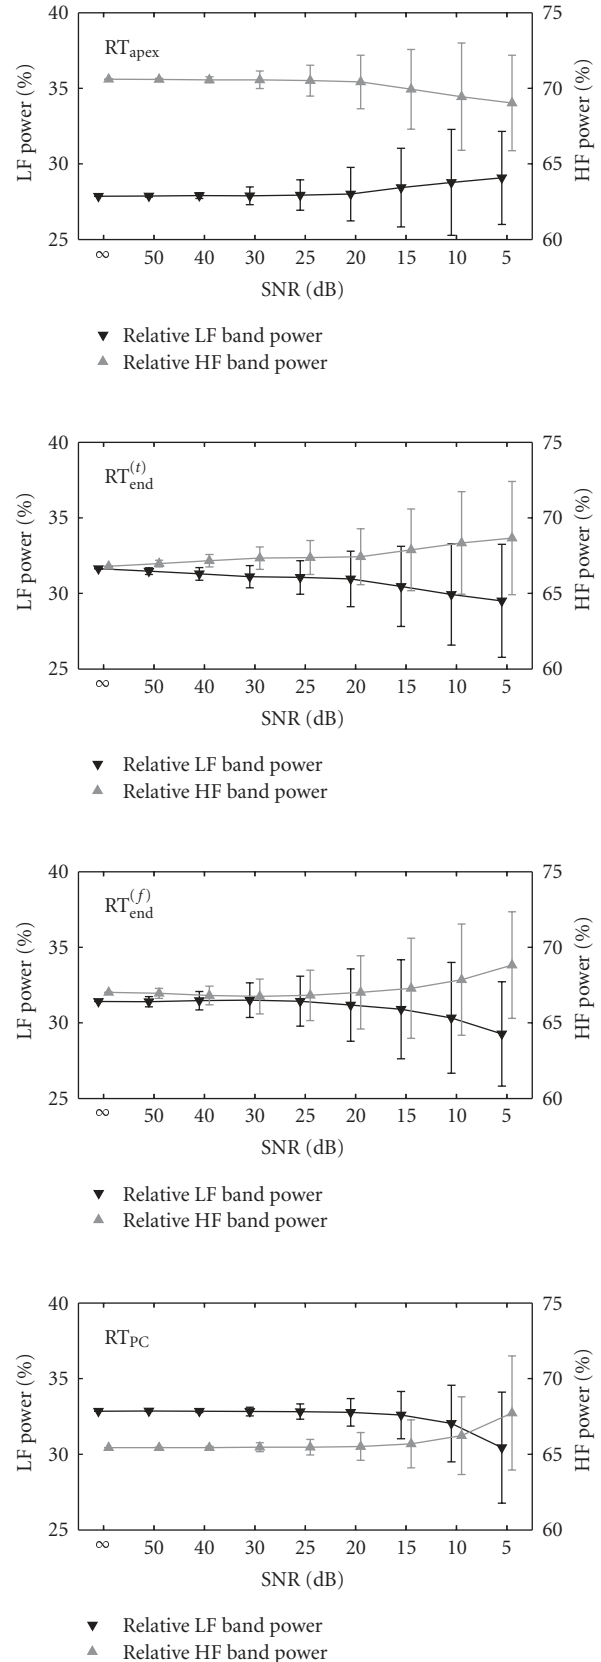 40
75
RTapex
35
70
LF power (%)
HF power (%)
30
65
25
60
∞ 50 40 30 25 20 15 10 5
SNR (dB)
Relative LF band power
Relative HF band power
40
75
RT(t)end
35
70
LF power (%)
HF power (%)
30
65
25
60
∞ 50 40 30 25 20 15 10 5
SNR (dB)
Relative LF band power
Relative HF band power
40
75
RT(f)end
35
70
LF power (%)
HF power (%)
30
65
25
60
∞ 50 40 30 25 20 15 10 5
SNR (dB)
Relative LF band power
Relative HF band power
40
75
RTPC
35
70
LF power (%)
HF power (%)
30
65
25
60
∞ 50 40 30 25 20 15 10 5
SNR (dB)
Relative LF band power
Relative HF band power